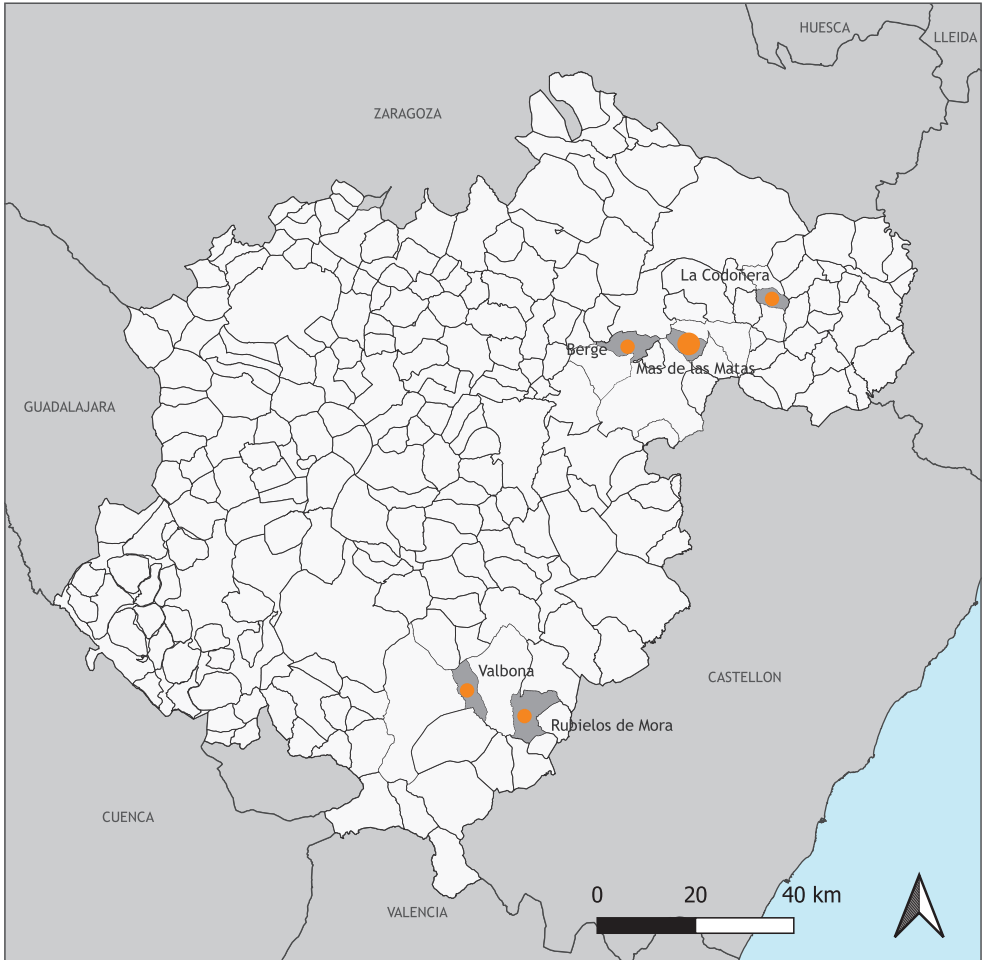 HUESCA
LLEIDA
ZARAGOZA
La Codoñera
Berge
Mas de las Matas
GUADALAJARA
Valbona
CASTELLON
Rubielos de Mora
CUENCA
0 20 40 km
VALENCIA